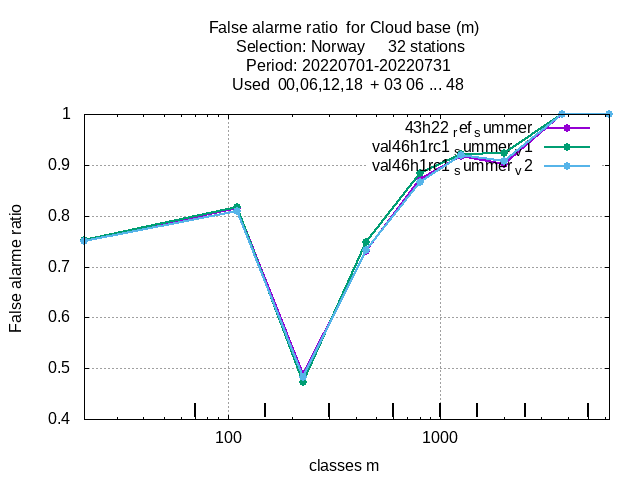 False alarme ratio  for Cloud base (m)
Selection: Norway     32 stations
Period: 20220701-20220731
Used  00,06,12,18  + 03 06 ... 48
43h22 refsummer
val46h1rc1 summer v1
val46h1rc1 summer v2
1
0.9
0.8
0.7
0.6
0.5
0.4
False alarme ratio
100
1000
classes m